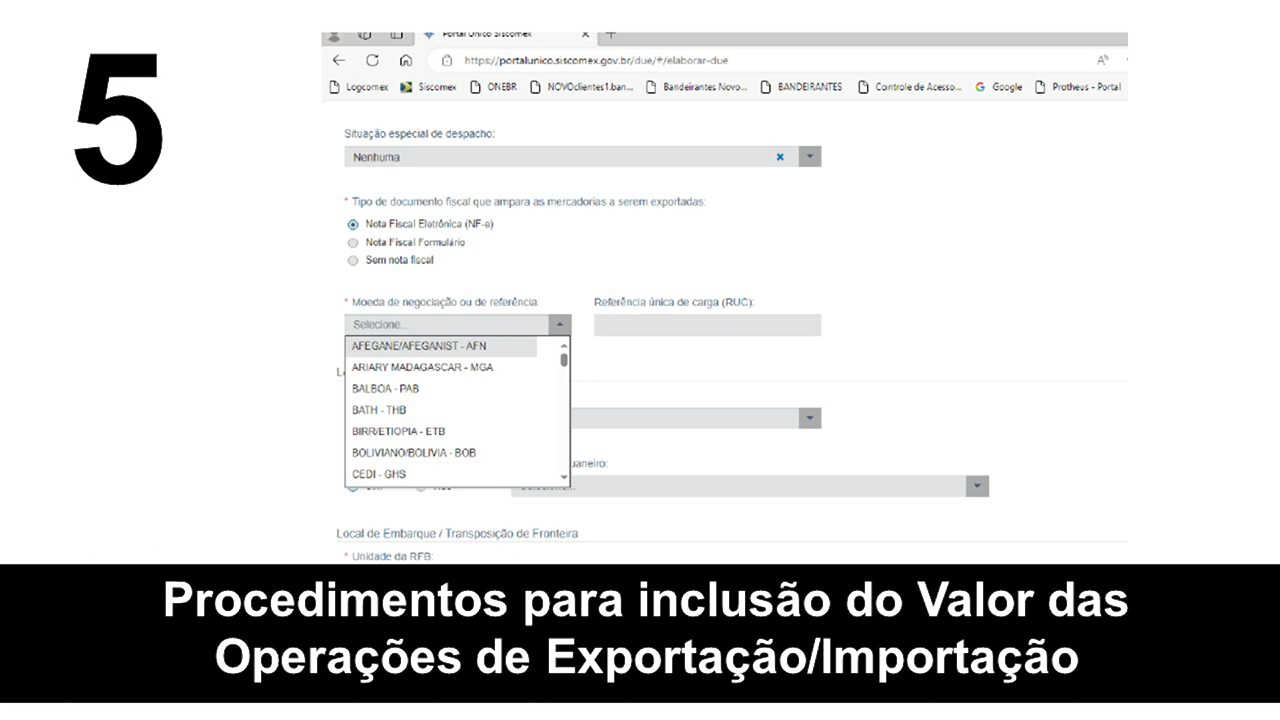 5
Portal Único Siscomex
https://portalunico.siscomex.gov.br/due/#/elaborar-due
Logcomex Siscomex ONEBR NOVOclientes1.ban... Bandeirantes Novo... BANDEIRANTES Controle de Acesso... Google Protheus - Portal
Situação especial de despacho:
Nenhuma
* Tipo de documento fiscal que ampara as mercadorias a serem exportadas:
Nota Fiscal Eletrônica (NF-e)
Nota Fiscal Formulário
Sem nota fiscal
* Moeda de negociação ou de referência: Referência única de carga (RUC):
Selecione...
AFEGANE/AFEGANIST - AFN
ARIARY MADAGASCAR - MGA
BALBOA - PAB
BATH - THB
BIRR/ETIOPIA - ETB
BOLIVIANO/BOLIVIA - BOB
CEDI - GHS
Local de Embarque / Transposição de Fronteira
* Unidade da RFB:
Procedimentos para inclusão do Valor das
Operações de Exportação/Importação